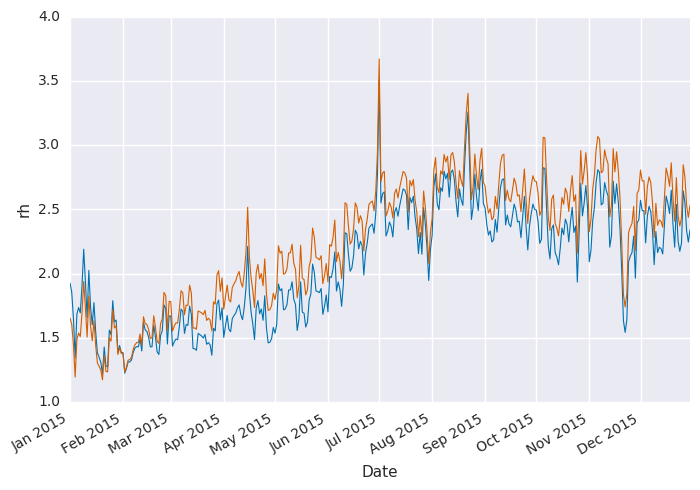 4.0
3.5
3.0
2.5
2.0
1.5
1.0
rh
Jan 2015
Feb 2015
Mar 2015
Apr 2015
May 2015
Jun 2015
Jul 2015
Aug 2015
Sep 2015
Oct 2015
Nov 2015
Dec 2015
Date